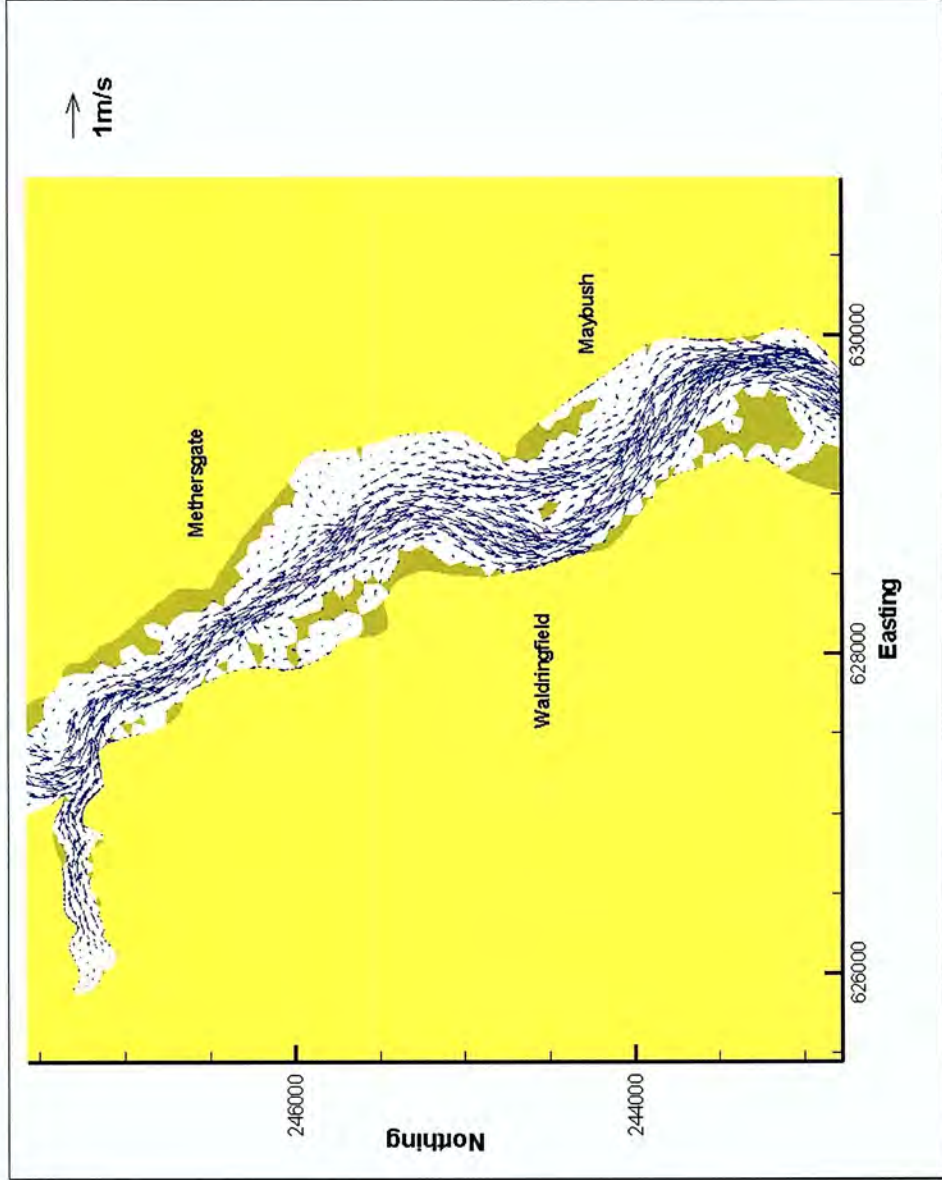 1m/s
Methersgate
Maybush
Waldringfield
Northing
246000
244000
Easting
626000
628000
630000